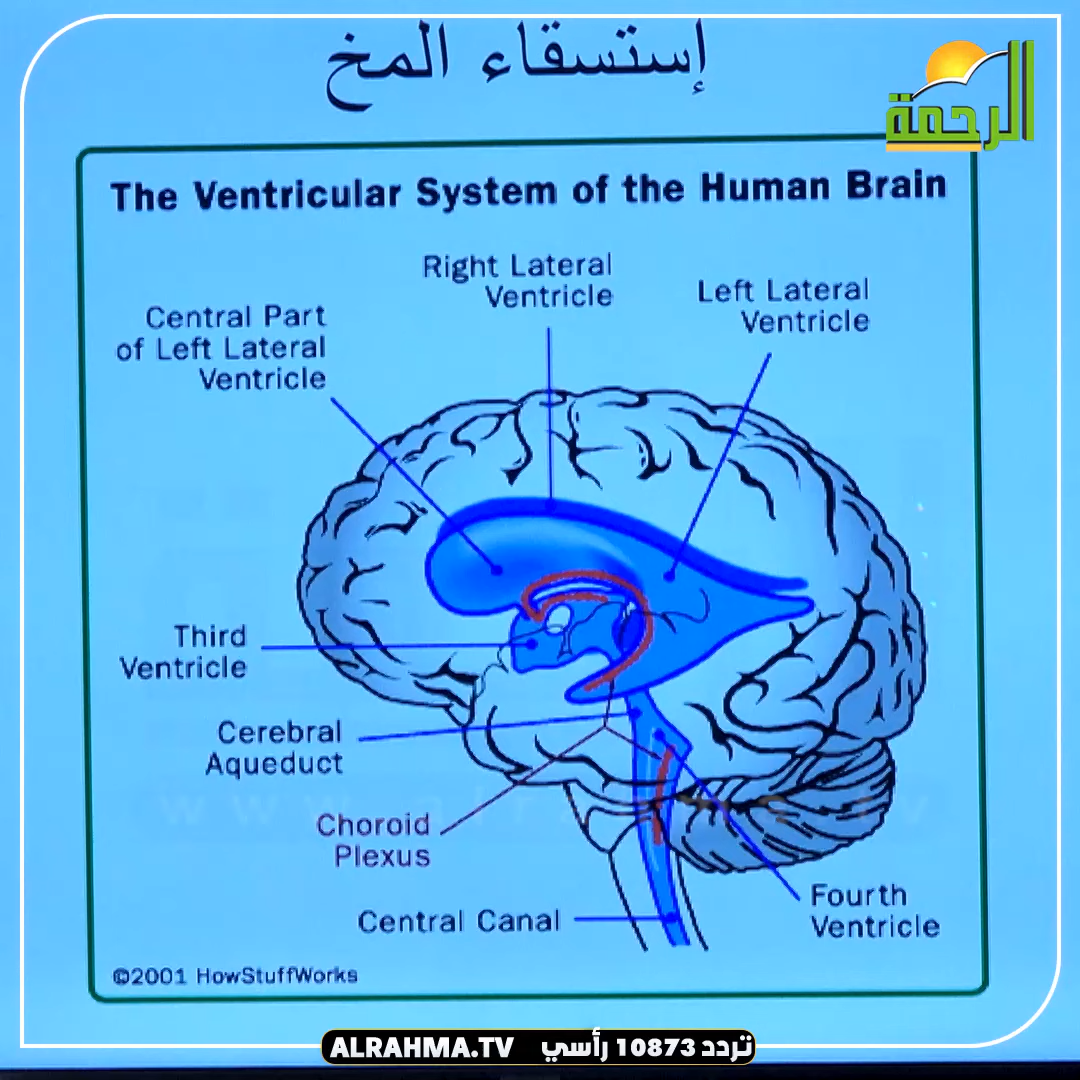 إستسقاء المخ
الرحمة
The Ventricular System of the Human Brain
Right Lateral
Ventricle
Left Lateral
Ventricle
Central Part
of Left Lateral
Ventricle
Third
Ventricle
Cerebral
Aqueduct
Choroid
Plexus
Central Canal
Fourth
Ventricle
©2001 HowStuffWorks
ALRAHMA.TV تردد 10873 رأسي